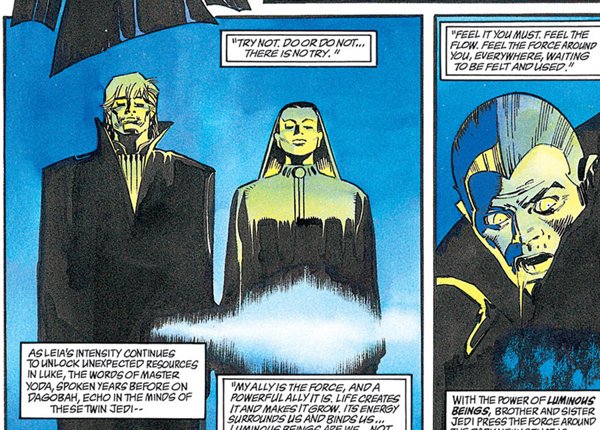 "TRY NOT. DO OR DO NOT...
THERE IS NO TRY."
AS LEIA'S INTENSITY CONTINUES
TO UNLOCK UNEXPECTED RESOURCES
IN LUKE, THE WORDS OF MASTER
YODA, SPOKEN YEARS BEFORE ON
DAGOBAH, ECHO IN THE MINDS OF
THESE TWIN JEDI--
"MY ALLY IS THE FORCE, AND A
POWERFUL ALLY IT IS. LIFE CREATES
IT AND MAKES IT GROW. ITS ENERGY
SURROUNDS US AND BINDS US...
LUMINOUS BEINGS ARE WE... NOT
"FEEL IT YOU MUST. FEEL THE
FLOW. FEEL THE FORCE AROUND
YOU, EVERYWHERE, WAITING
TO BE FELT AND USED."
WITH THE POWER OF LUMINOUS
BEINGS, BROTHER AND SISTER
JEDI PRESS THE FORCE AROUND